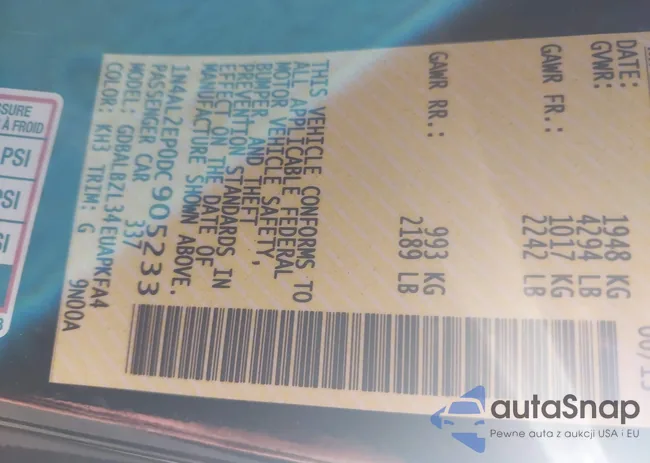 DATE:
GVWR: 1948 KG
4294 LB
GAWR FR.: 1017 KG
2242 LB
GAWR RR.: 993 KG
2189 LB
THIS VEHICLE CONFORMS TO
ALL APPLICABLE FEDERAL
MOTOR VEHICLE SAFETY,
BUMPER, AND THEFT
PREVENTION STANDARDS IN
EFFECT ON THE DATE OF
MANUFACTURE SHOWN ABOVE.
1N4AL2EP0DC905233
PASSENGER CAR 337
MODEL: GDBALBZL34EUAPKFA4
COLOR: KH3 TRIM: G 9N00A
SSURE
À FROID
PSI
PSI
SI
autaSnap
Pewne auta z aukcji USA i EU